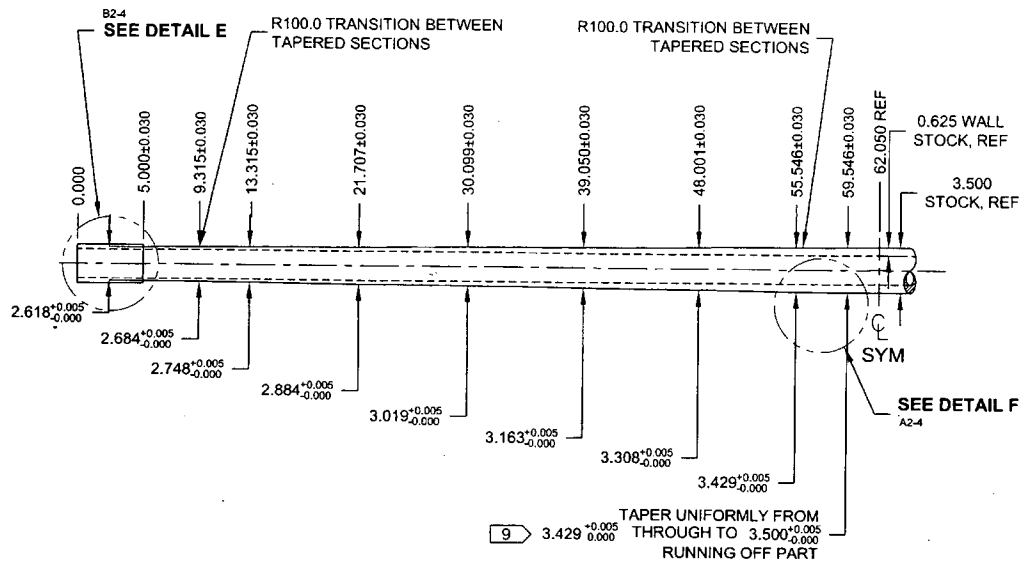 B2-4
SEE DETAIL E
R100.0 TRANSITION BETWEEN
TAPERED SECTIONS
R100.0 TRANSITION BETWEEN
TAPERED SECTIONS
0.000
5.000±0.030
9.315±0.030
13.315±0.030
21.707±0.030
30.099±0.030
39.050±0.030
48.001±0.030
55.546±0.030
59.546±0.030
62.050 REF
0.625 WALL
STOCK, REF
3.500
STOCK, REF
2.618 +0.005 -0.000
2.684 +0.005 -0.000
2.748 +0.005 -0.000
2.884 +0.005 -0.000
3.019 +0.005 -0.000
3.163 +0.005 -0.000
3.308 +0.005 -0.000
3.429 +0.005 -0.000
℄
SYM
SEE DETAIL F
A2-4
TAPER UNIFORMLY FROM
9 3.429 +0.005 0.000 THROUGH TO 3.500 +0.005 -0.000
RUNNING OFF PART